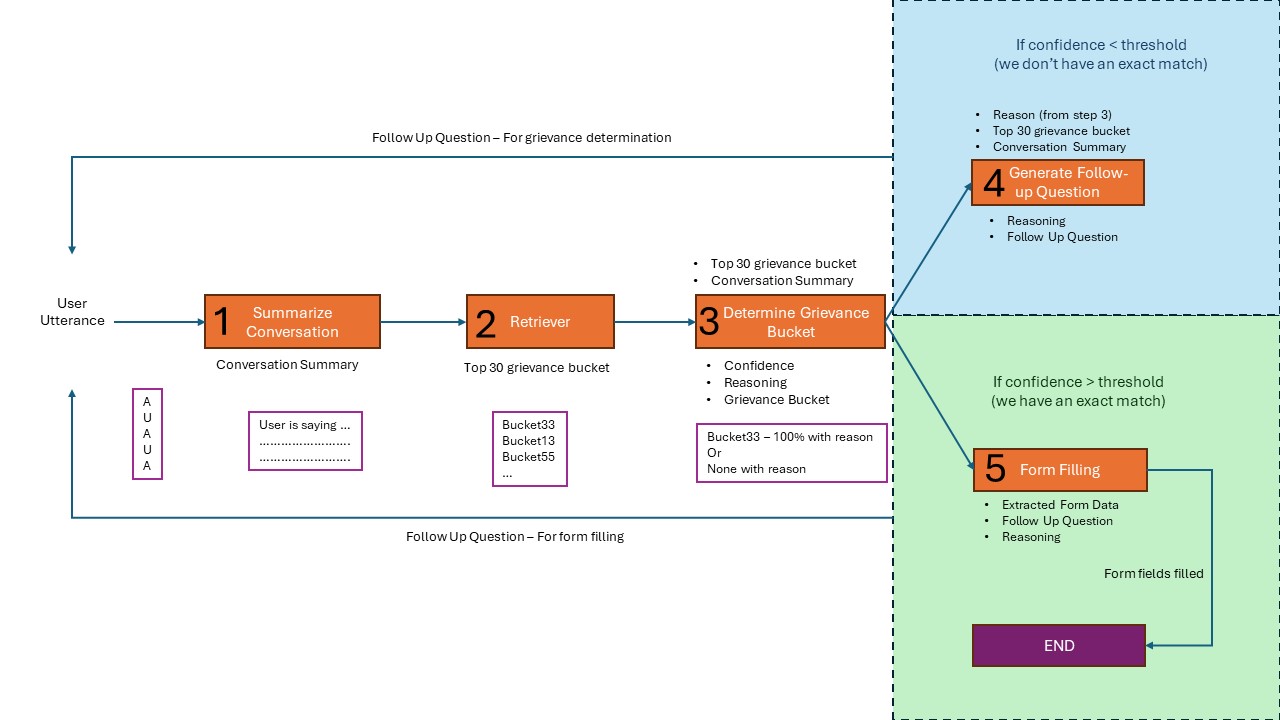 If confidence < threshold
(we don't have an exact match)
• Reason (from step 3)
• Top 30 grievance bucket
• Conversation Summary
4 Generate Follow-
up Question
• Reasoning
• Follow Up Question
Follow Up Question – For grievance determination
User
Utterance
1 Summarize
Conversation
Conversation Summary
2 Retriever
Top 30 grievance bucket
• Top 30 grievance bucket
• Conversation Summary
3 Determine Grievance
Bucket
• Confidence
• Reasoning
• Grievance Bucket
A
U
A
U
A
User is saying …
…………………….
…………………….
Bucket33
Bucket13
Bucket55
…
Bucket33 – 100% with reason
Or
None with reason
Follow Up Question – For form filling
If confidence > threshold
(we have an exact match)
5 Form Filling
• Extracted Form Data
• Follow Up Question
• Reasoning
Form fields filled
END